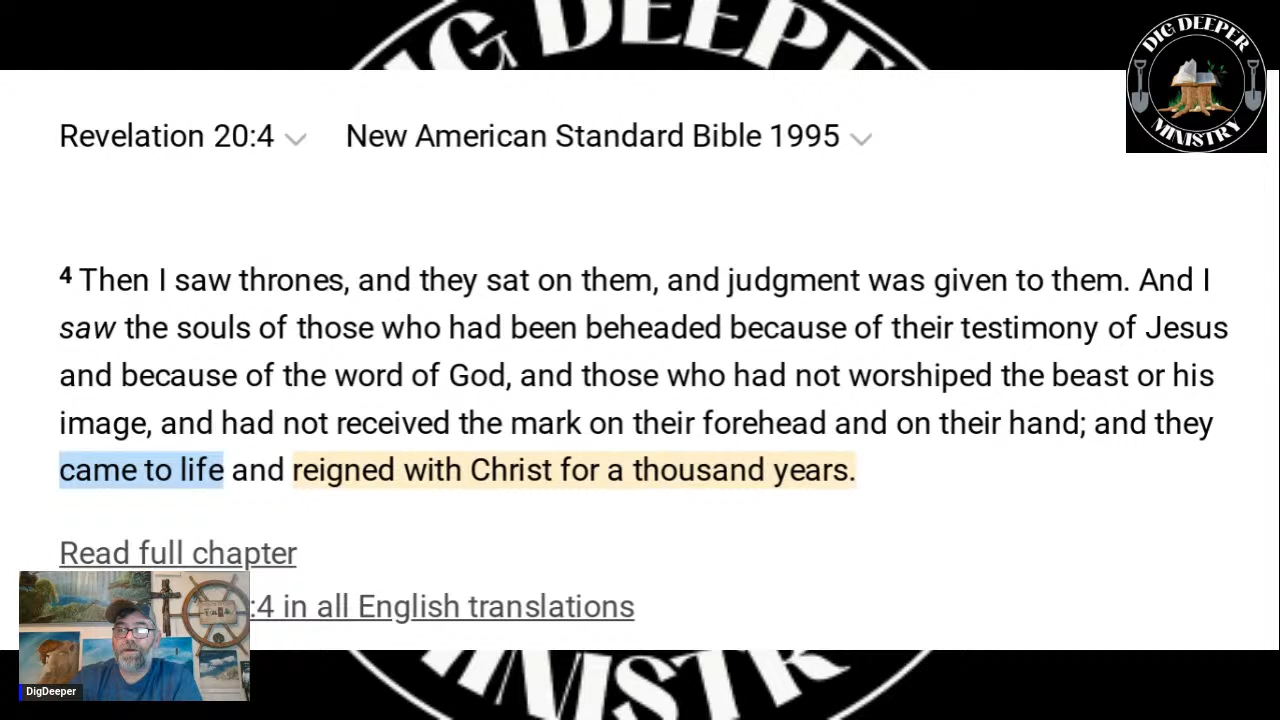 DIG DEEPER
DIG DEEPER
MINISTRY
Revelation 20:4
New American Standard Bible 1995
4 Then I saw thrones, and they sat on them, and judgment was given to them. And I
saw the souls of those who had been beheaded because of their testimony of Jesus
and because of the word of God, and those who had not worshiped the beast or his
image, and had not received the mark on their forehead and on their hand; and they
came to life and reigned with Christ for a thousand years.
Read full chapter
:4 in all English translations
DigDeeper
MINISTR